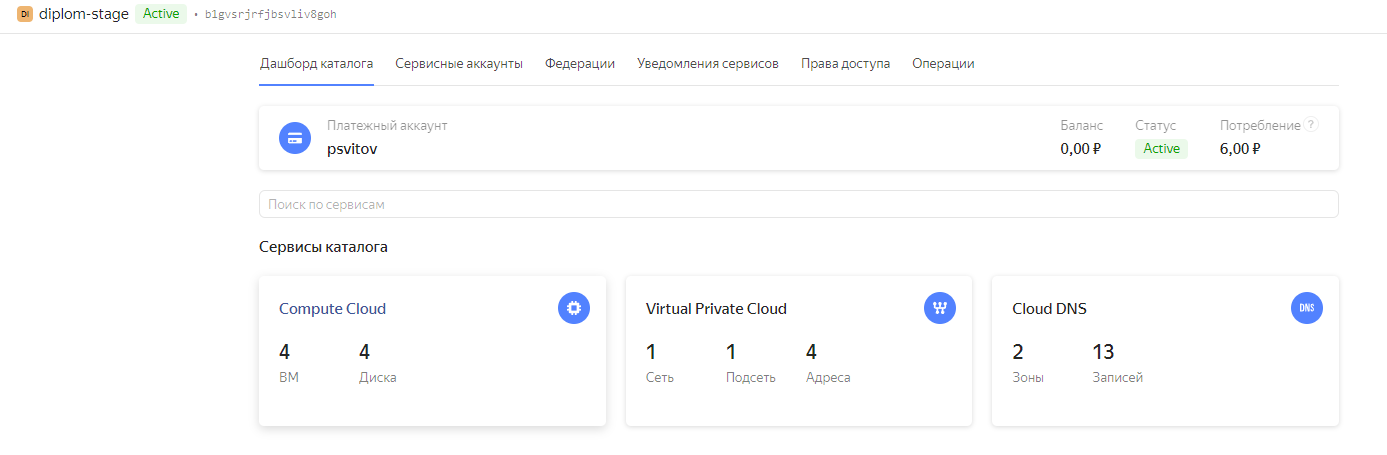 DI diplom-stage Active • b1gvsrjrfjbsvliv8goh
Дашборд каталога Сервисные аккаунты Федерации Уведомления сервисов Права доступа Операции
Платежный аккаунт Баланс Статус Потребление ?
psvitov 0,00 ₽ Active 6,00 ₽
Поиск по сервисам
Сервисы каталога
Compute Cloud Virtual Private Cloud Cloud DNS DNS
4 4 1 1 4 2 13
ВМ Диска Сеть Подсеть Адреса Зоны Записей